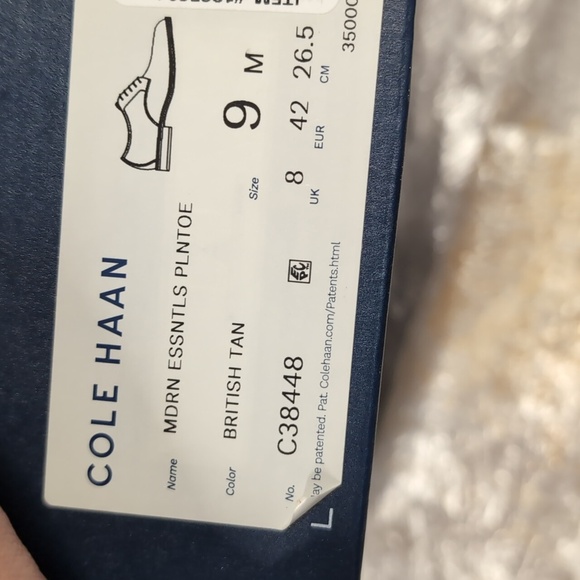 COLE HAAN
Name MDRN ESSNTLS PLNTOE
Color BRITISH TAN
Size 9 M
No. C38448
UK 8 EUR 42 CM 26.5
ay be patented. Pat. Colehaan.com/Patents.html
35000
L